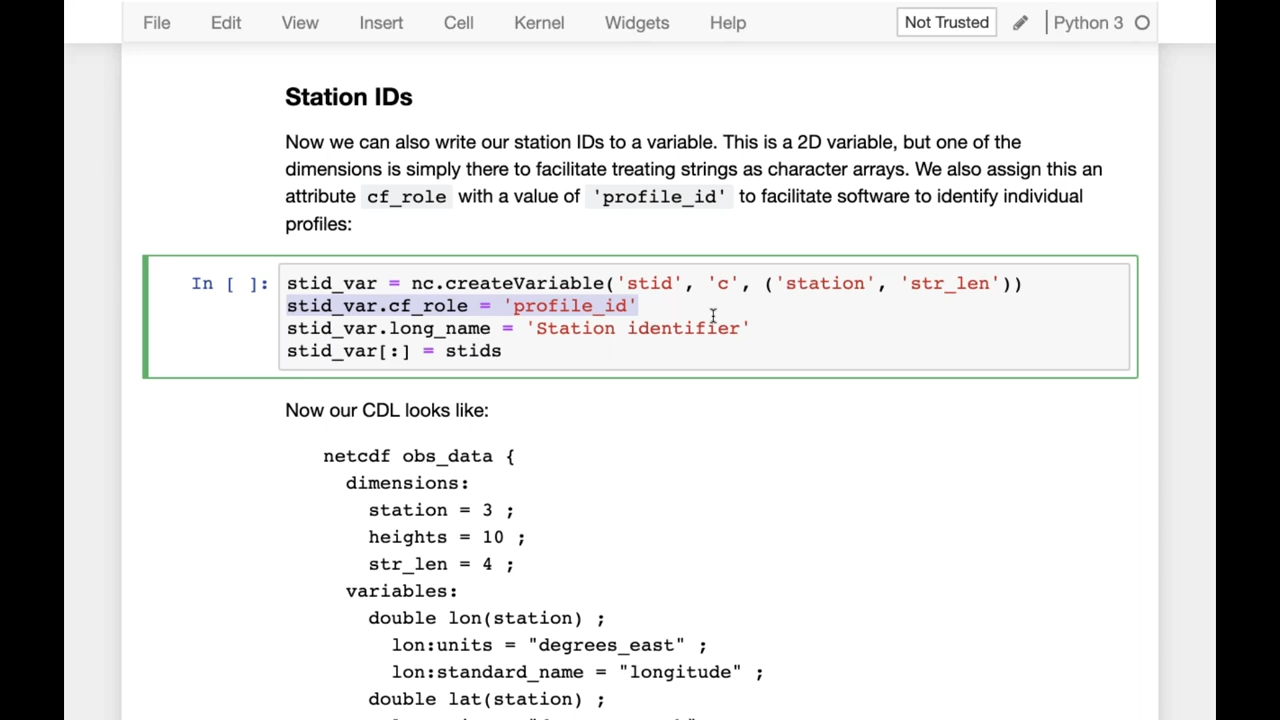 File Edit View Insert Cell Kernel Widgets Help Not Trusted Python 3
Station IDs
Now we can also write our station IDs to a variable. This is a 2D variable, but one of the
dimensions is simply there to facilitate treating strings as character arrays. We also assign this an
attribute cf_role with a value of 'profile_id' to facilitate software to identify individual
profiles:
In [ ]: stid_var = nc.createVariable('stid', 'c', ('station', 'str_len'))
stid_var.cf_role = 'profile_id'
stid_var.long_name = 'Station identifier'
stid_var[:] = stids
Now our CDL looks like:
netcdf obs_data {
dimensions:
station = 3 ;
heights = 10 ;
str_len = 4 ;
variables:
double lon(station) ;
lon:units = "degrees_east" ;
lon:standard_name = "longitude" ;
double lat(station) ;